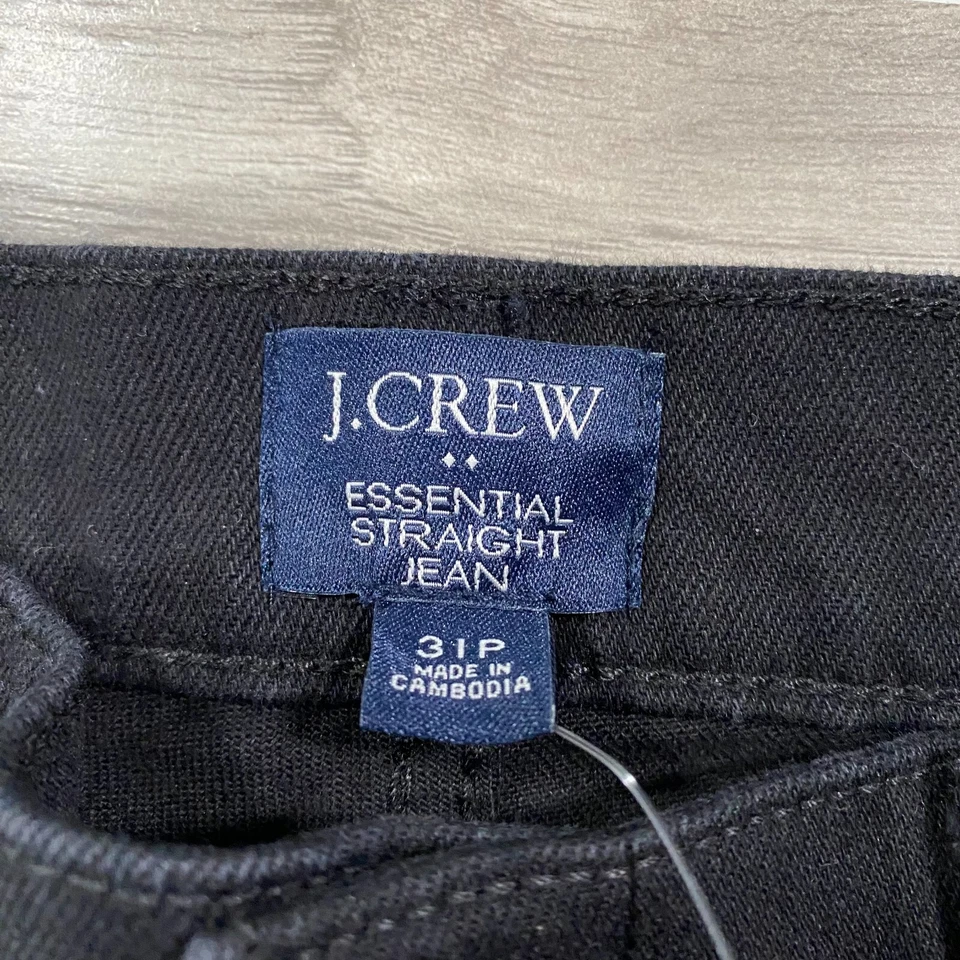 J.CREW
ESSENTIAL
STRAIGHT
JEAN
31P
MADE IN
CAMBODIA